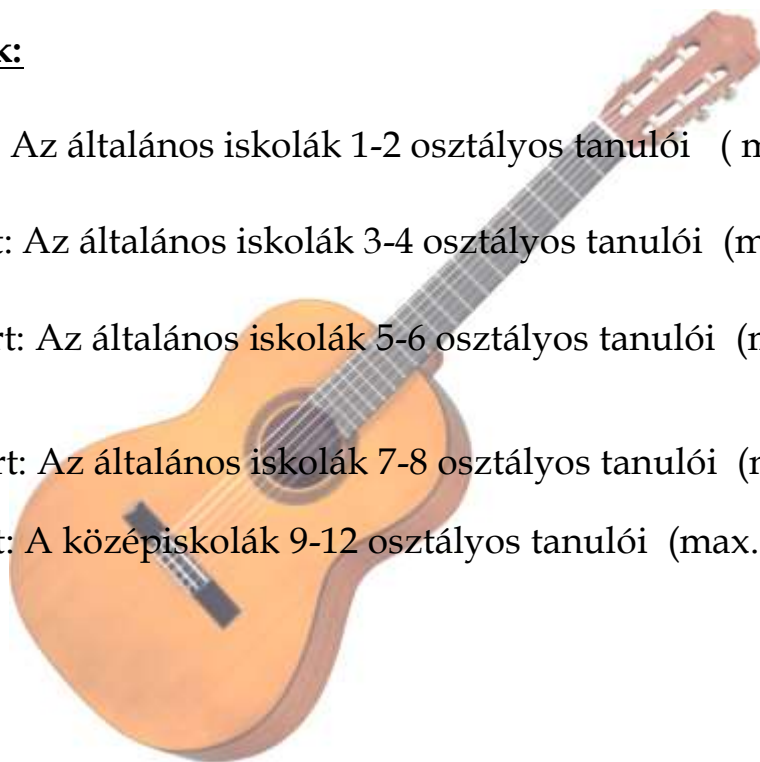 k:
: Az általános iskolák 1-2 osztályos tanulói ( m
t: Az általános iskolák 3-4 osztályos tanulói (m
rt: Az általános iskolák 5-6 osztályos tanulói (m
rt: Az általános iskolák 7-8 osztályos tanulói (m
t: A középiskolák 9-12 osztályos tanulói (max.